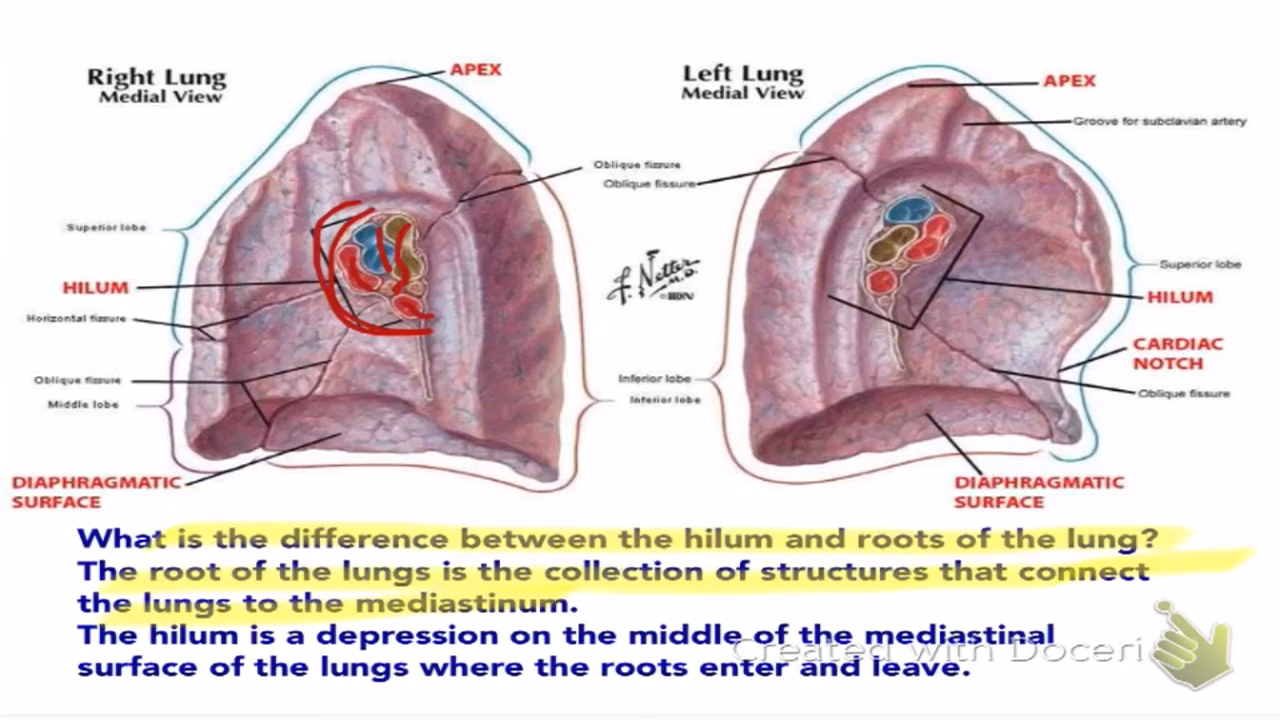 Right Lung
Medial View
APEX
Superior lobe
HILUM
Horizontal fissure
Oblique fissure
Middle lobe
DIAPHRAGMATIC
SURFACE
Oblique fissure
Oblique fissure
F. Netter
M.D.
Inferior lobe
Inferior lobe
Left Lung
Medial View
APEX
Groove for subclavian artery
Superior lobe
HILUM
CARDIAC
NOTCH
Oblique fissure
DIAPHRAGMATIC
SURFACE
What is the difference between the hilum and roots of the lung?
The root of the lungs is the collection of structures that connect
the lungs to the mediastinum.
The hilum is a depression on the middle of the mediastinal
surface of the lungs where the roots enter and leave.
Created with Doceri